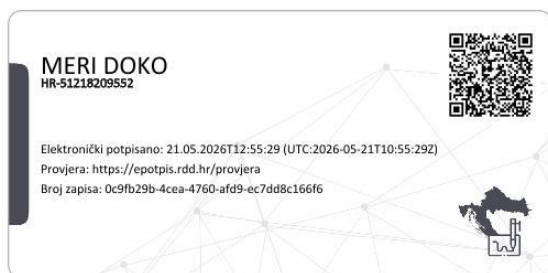 MERI DOKO
HR-51218209552
Elektronički potpisano: 21.05.2026T12:55:29 (UTC:2026-05-21T10:55:29Z)
Provjera: https://epotpis.rdd.hr/provjera
Broj zapisa: 0c9fb29b-4cea-4760-afd9-ec7dd8c166f6